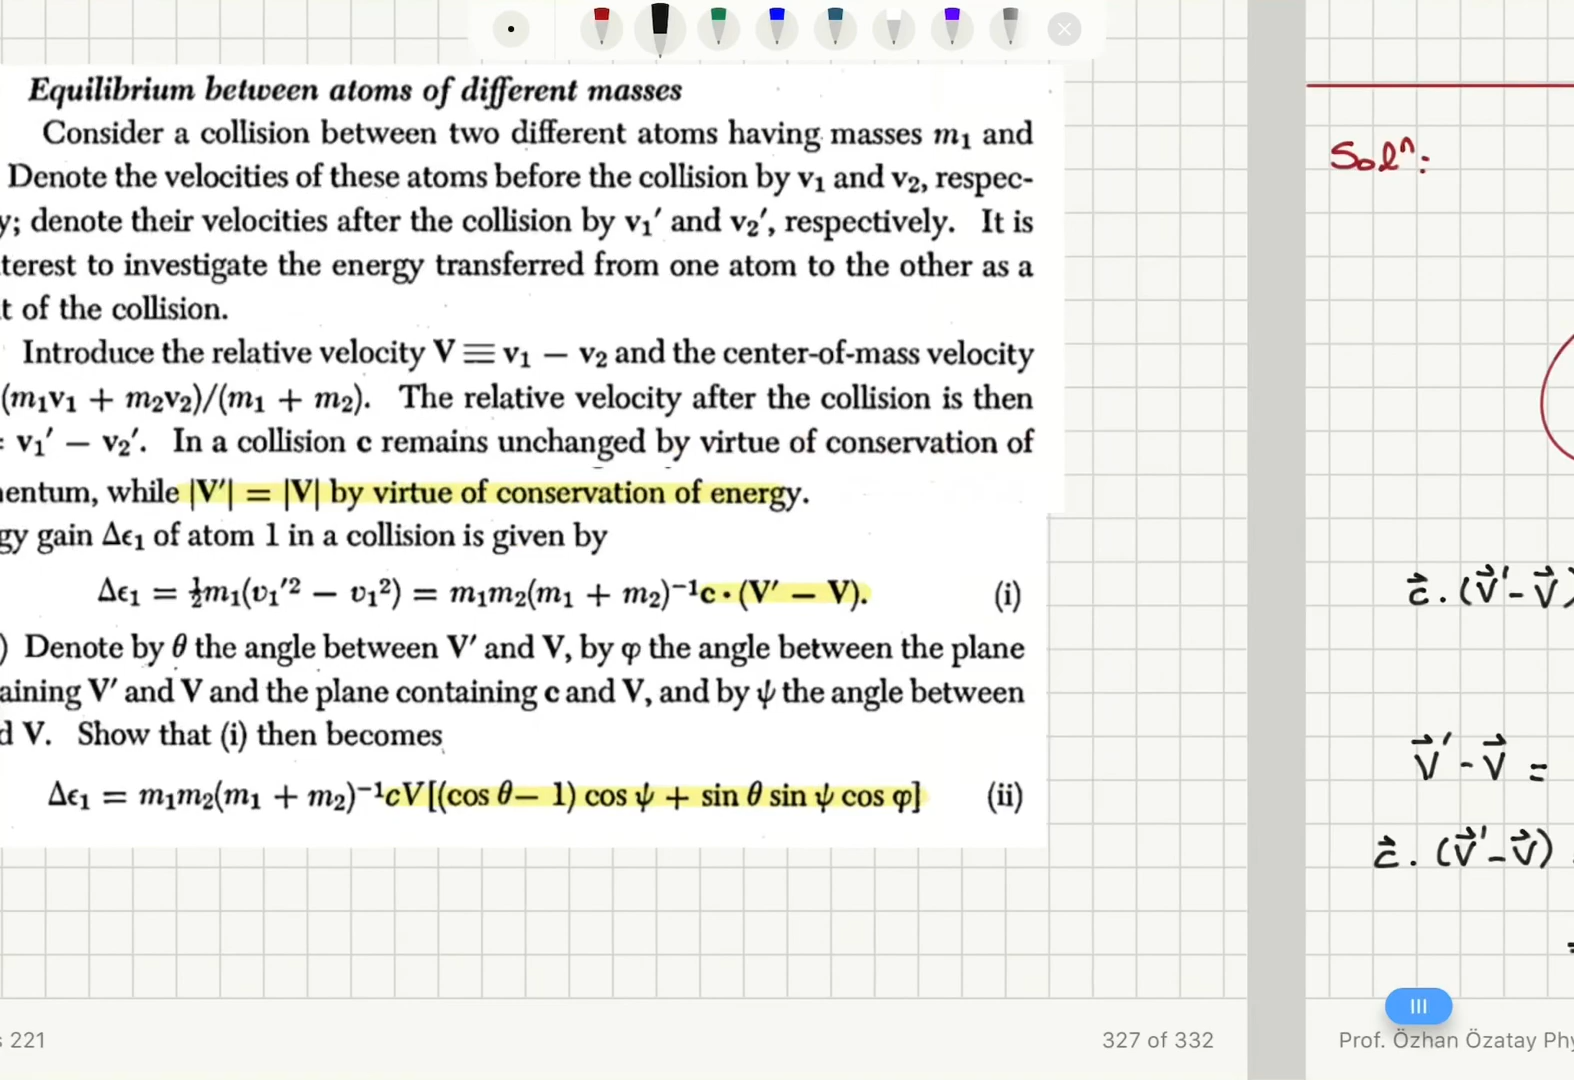 Equilibrium between atoms of different masses
Consider a collision between two different atoms having masses m₁ and
Denote the velocities of these atoms before the collision by v₁ and v₂, respec-
y; denote their velocities after the collision by v₁′ and v₂′, respectively. It is
terest to investigate the energy transferred from one atom to the other as a
t of the collision.
Introduce the relative velocity V ≡ v₁ − v₂ and the center-of-mass velocity
(m₁v₁ + m₂v₂)/(m₁ + m₂). The relative velocity after the collision is then
= v₁′ − v₂′. In a collision c remains unchanged by virtue of conservation of
entum, while |V′| = |V| by virtue of conservation of energy.
gy gain Δϵ₁ of atom 1 in a collision is given by
Δϵ₁ = ½m₁(v₁′² − v₁²) = m₁m₂(m₁ + m₂)⁻¹c · (V′ − V). (i)
) Denote by θ the angle between V′ and V, by φ the angle between the plane
aining V′ and V and the plane containing c and V, and by ψ the angle between
d V. Show that (i) then becomes
Δϵ₁ = m₁m₂(m₁ + m₂)⁻¹cV[(cos θ− 1) cos ψ + sin θ sin ψ cos φ] (ii)
s 221
327 of 332
Solⁿ:
c⃗ . (V⃗′ - V⃗)
V⃗′ - V⃗ =
c⃗ . (V⃗′ - V⃗)
=
Prof. Özhan Özatay Phy